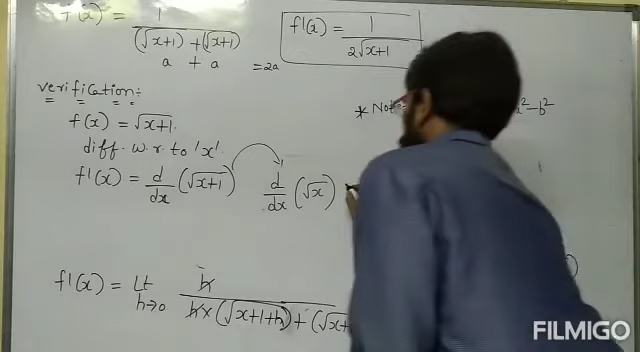 f'(x) = 1 / (√x+1) + (√x+1)
a + a = 2a
f'(x) = 1 / 2√x+1
verification:
* Note:
a² - b²
f(x) = √x+1.
diff. w.r. to 'x'.
f'(x) = d/dx (√x+1) d/dx (√x)
f'(x) = Lt h→0 h / h × (√x+1+h) + (√x+
FILMIGO